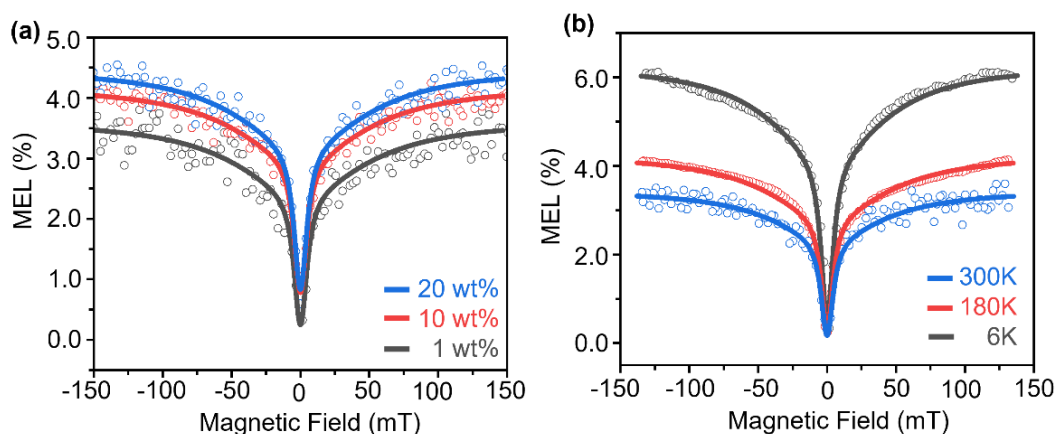 (a)
5.0
4.0
3.0
2.0
1.0
0.0
MEL (%)
20 wt%
10 wt%
1 wt%
-150 -100 -50 0 50 100 150
Magnetic Field (mT)
(b)
6
6.0
4.0
2.0
0.0
MEL (%)
300K
180K
6K
-150 -100 -50 0 50 100 150
Magnetic Field (mT)